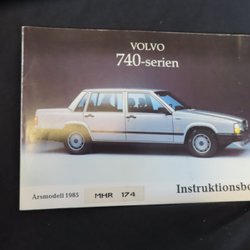 VOLVO
740-serien
Årsmodell 1985
MHR 174
Instruktionsbo